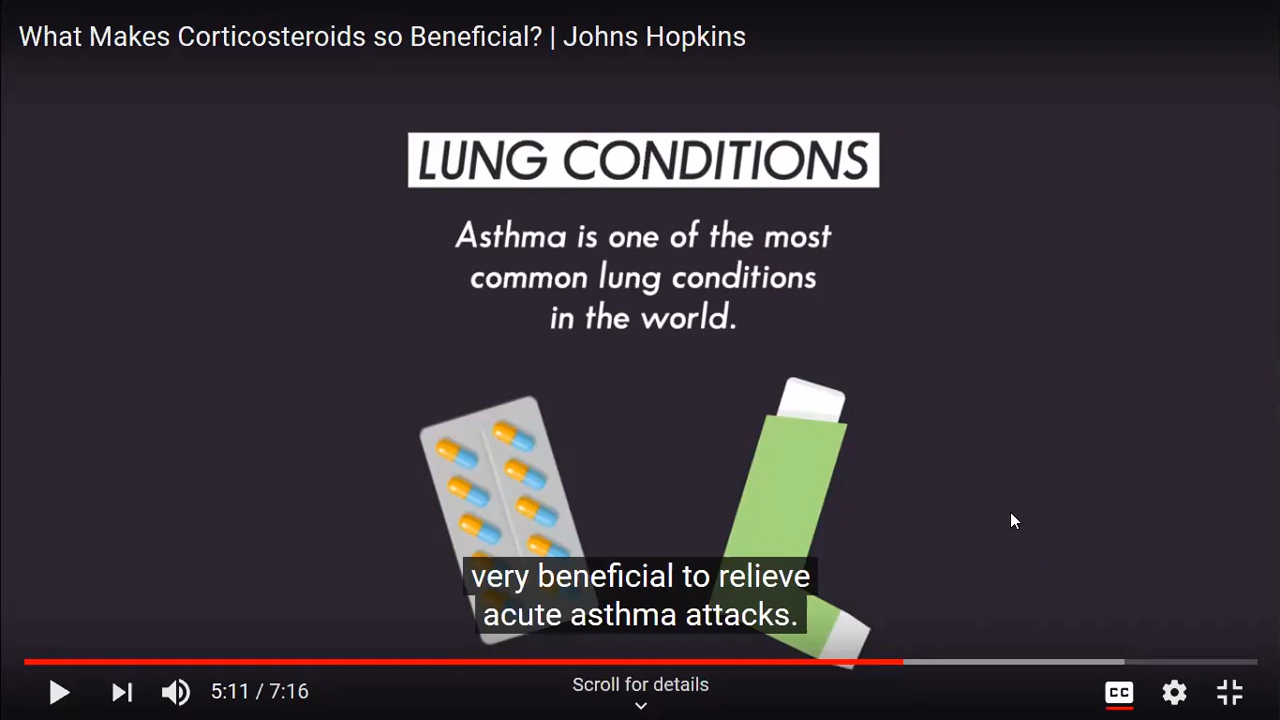 What Makes Corticosteroids so Beneficial? | Johns Hopkins
LUNG CONDITIONS
Asthma is one of the most
common lung conditions
in the world.
very beneficial to relieve
acute asthma attacks.
5:11 / 7:16
Scroll for details
CC